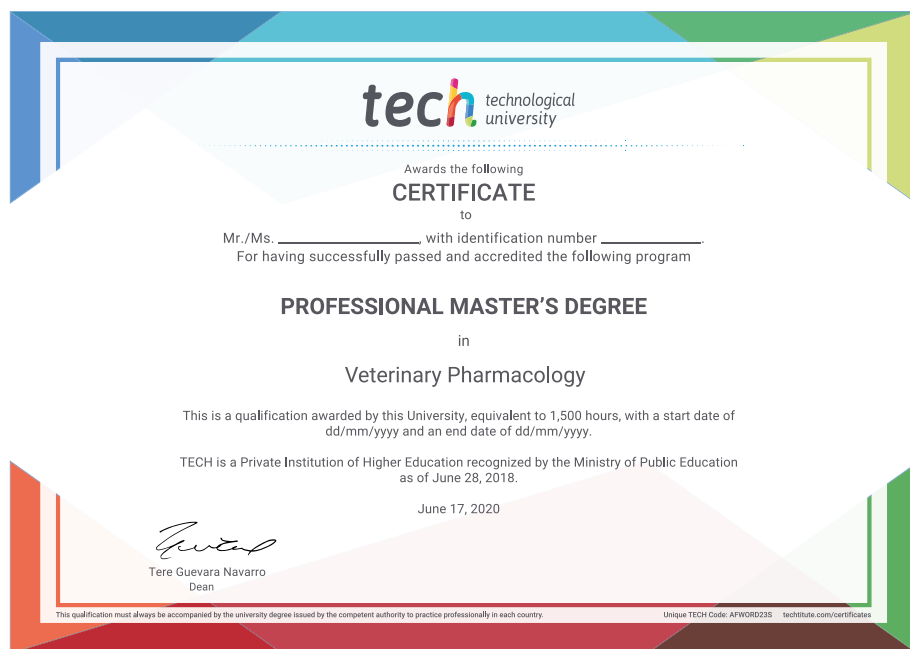 tech technological
university
Awards the following
CERTIFICATE
to
Mr./Ms. ____________________, with identification number ______________.
For having successfully passed and accredited the following program
PROFESSIONAL MASTER'S DEGREE
in
Veterinary Pharmacology
This is a qualification awarded by this University, equivalent to 1,500 hours, with a start date of
dd/mm/yyyy and an end date of dd/mm/yyyy.
TECH is a Private Institution of Higher Education recognized by the Ministry of Public Education
as of June 28, 2018.
June 17, 2020
Tere Guevara Navarro
Dean
This qualification must always be accompanied by the university degree issued by the competent authority to practice professionally in each country. Unique TECH Code: AFWORD23S techtitute.com/certificates